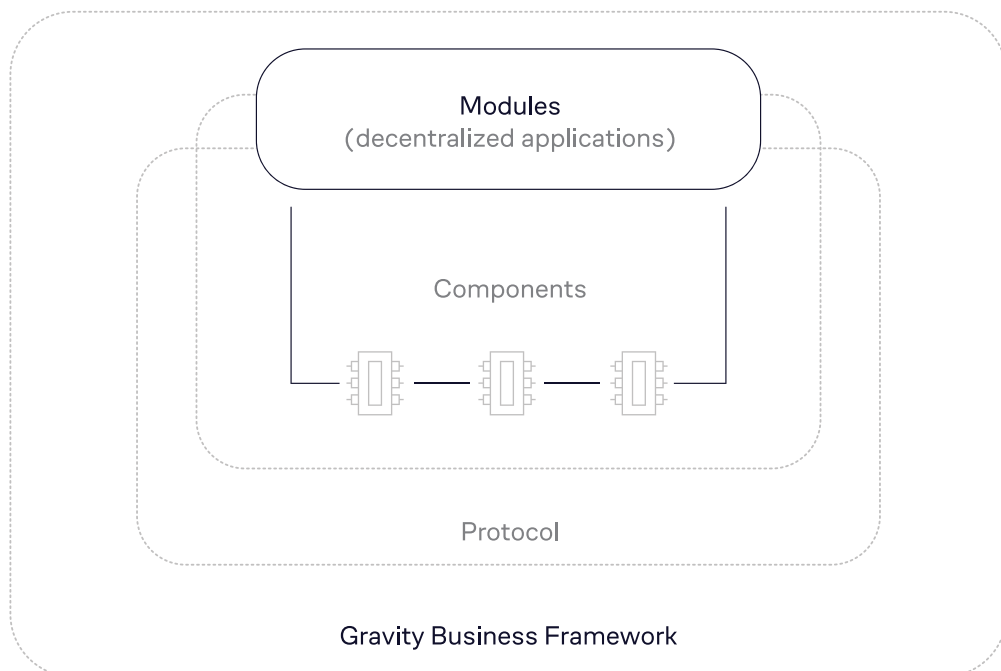 Modules
(decentralized applications)
Components
Protocol
Gravity Business Framework